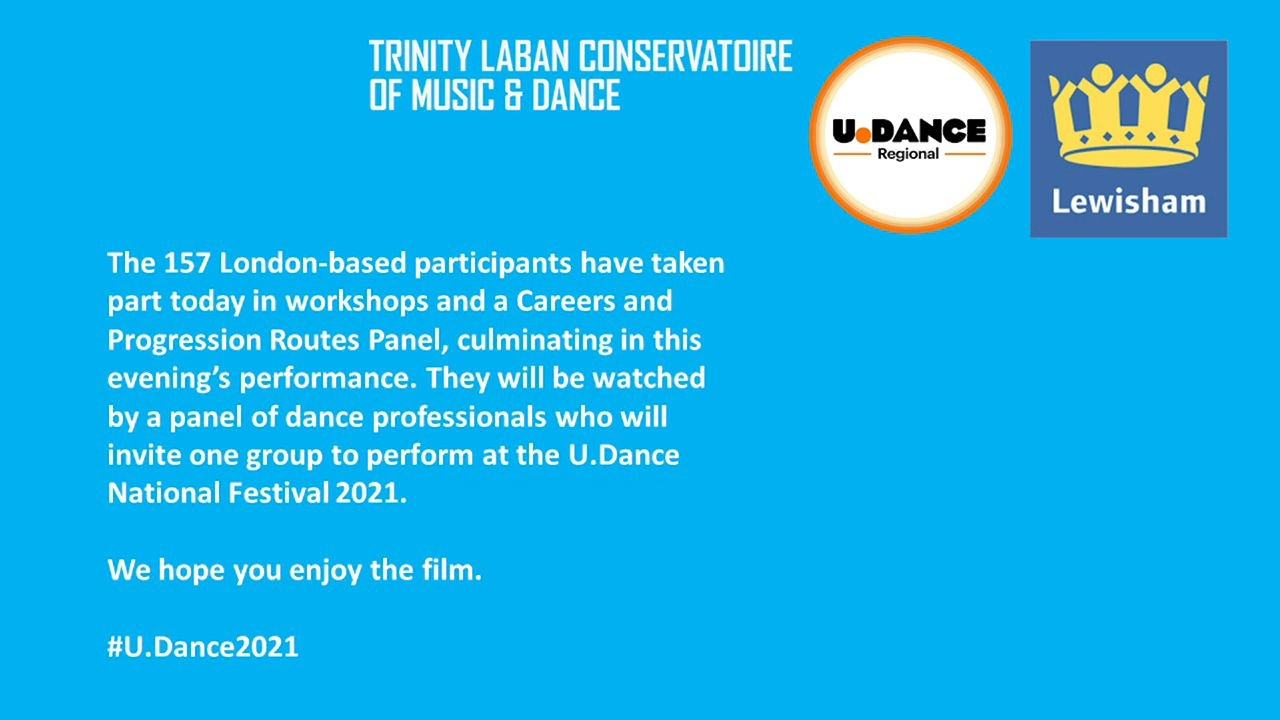 TRINITY LABAN CONSERVATOIRE
OF MUSIC & DANCE
U.DANCE
Regional
Lewisham
The 157 London-based participants have taken
part today in workshops and a Careers and
Progression Routes Panel, culminating in this
evening’s performance. They will be watched
by a panel of dance professionals who will
invite one group to perform at the U.Dance
National Festival 2021.
We hope you enjoy the film.
#U.Dance2021